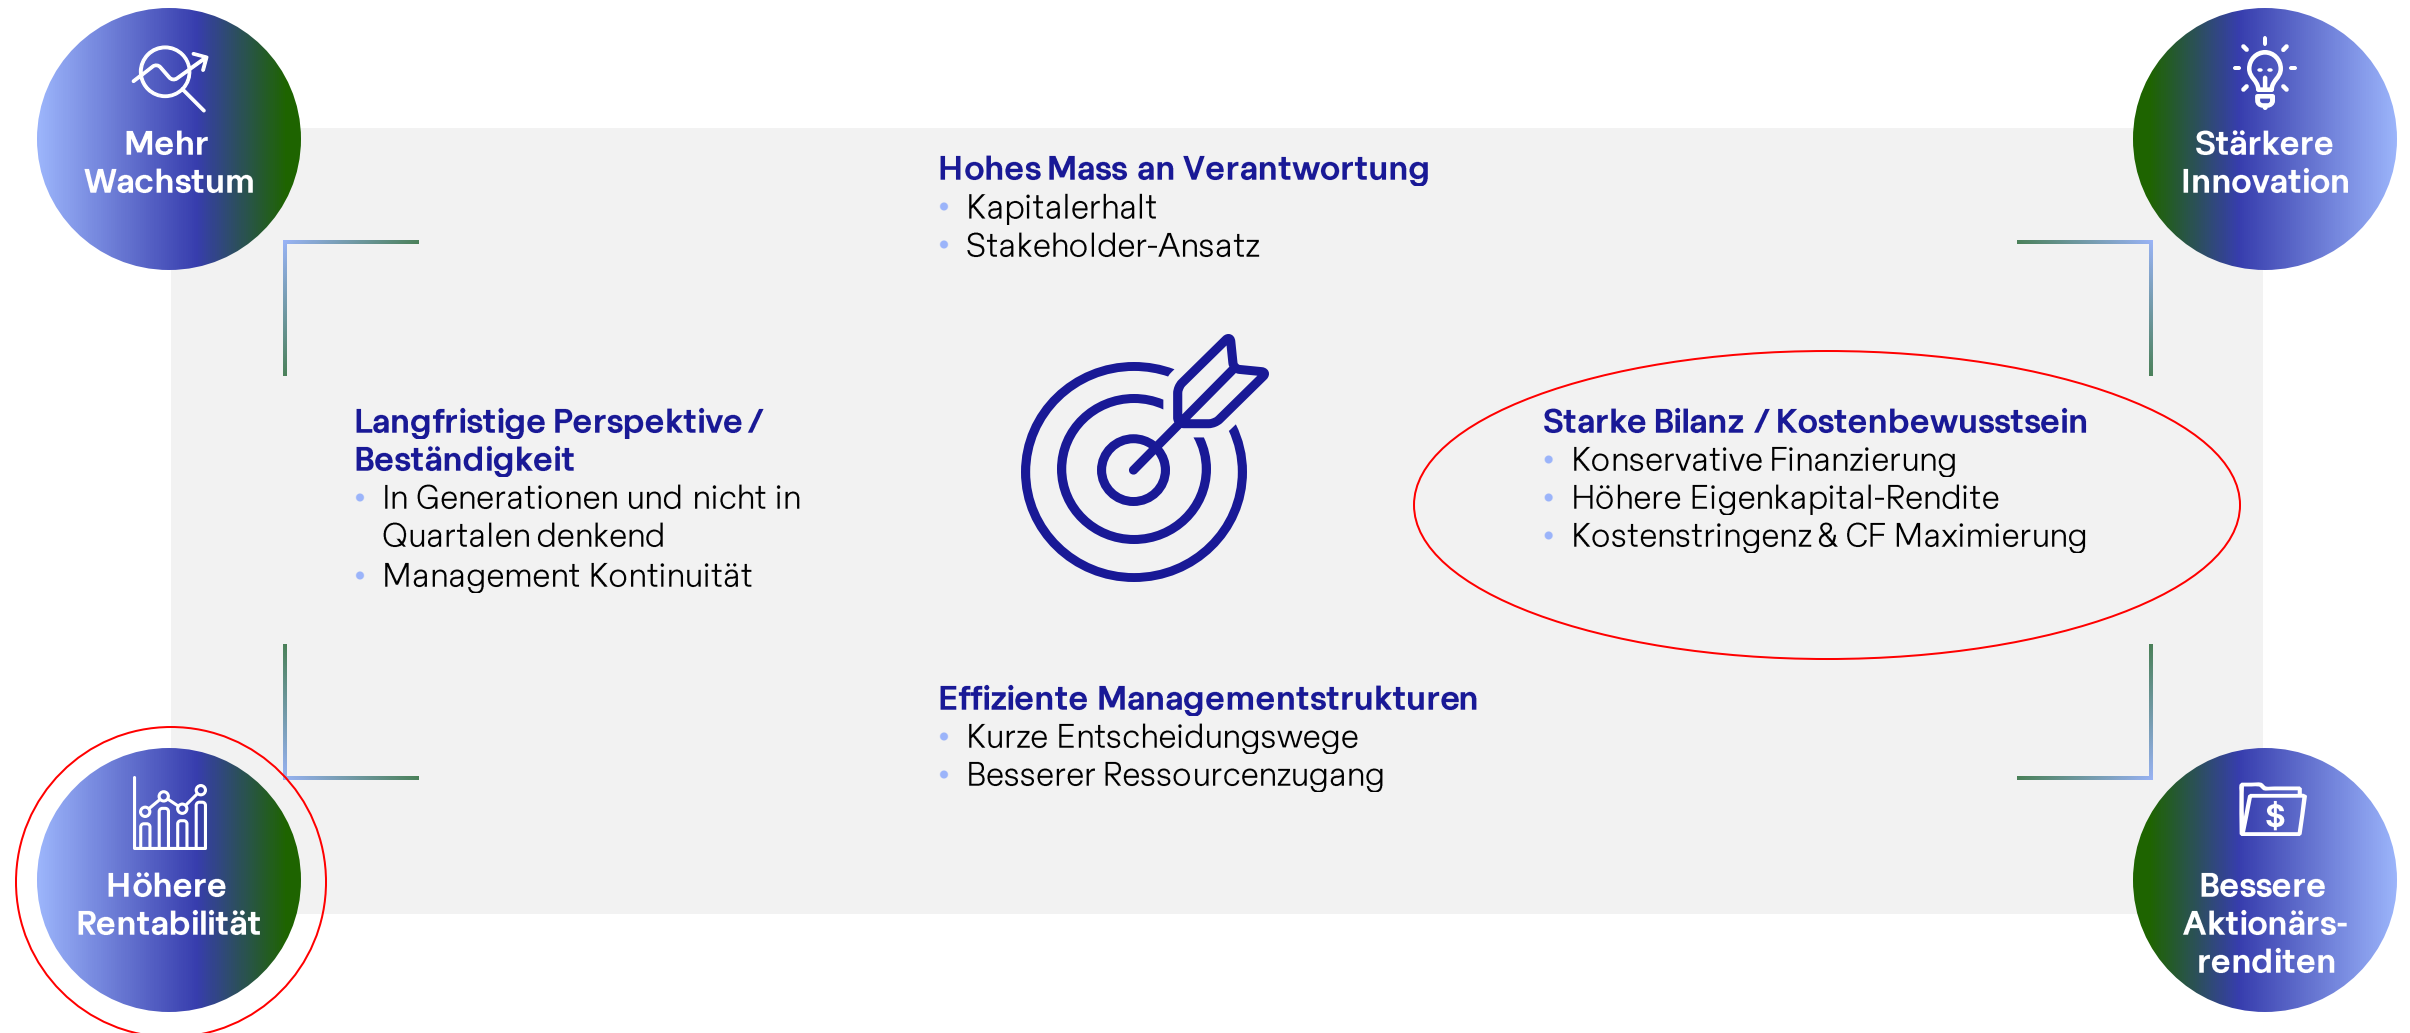 Mehr
Wachstum
Stärkere
Innovation
Hohes Mass an Verantwortung
• Kapitalerhalt
• Stakeholder-Ansatz
Langfristige Perspektive /
Beständigkeit
• In Generationen und nicht in
Quartalen denkend
• Management Kontinuität
Starke Bilanz / Kostenbewusstsein
• Konservative Finanzierung
• Höhere Eigenkapital-Rendite
• Kostenstringenz & CF Maximierung
Effiziente Managementstrukturen
• Kurze Entscheidungswege
• Besserer Ressourcenzugang
Höhere
Rentabilität
$
Bessere
Aktionärs-
renditen